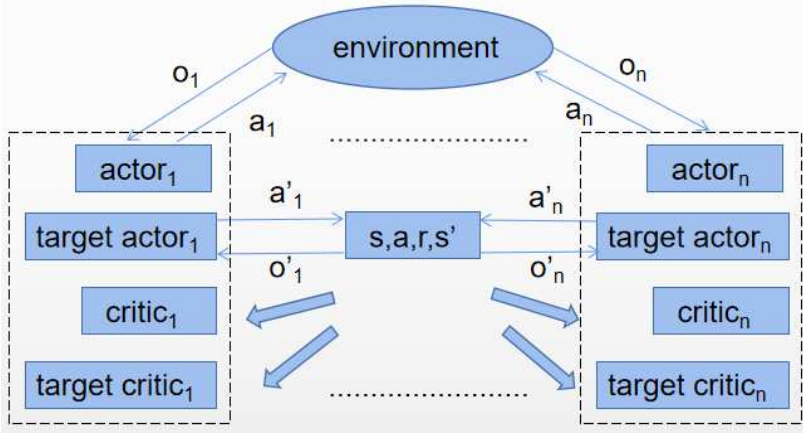 environment
o₁
oₙ
a₁
aₙ
actor₁
actorₙ
a'₁
a'ₙ
target actor₁
s,a,r,s'
target actorₙ
o'₁
o'ₙ
critic₁
criticₙ
target critic₁
target criticₙ